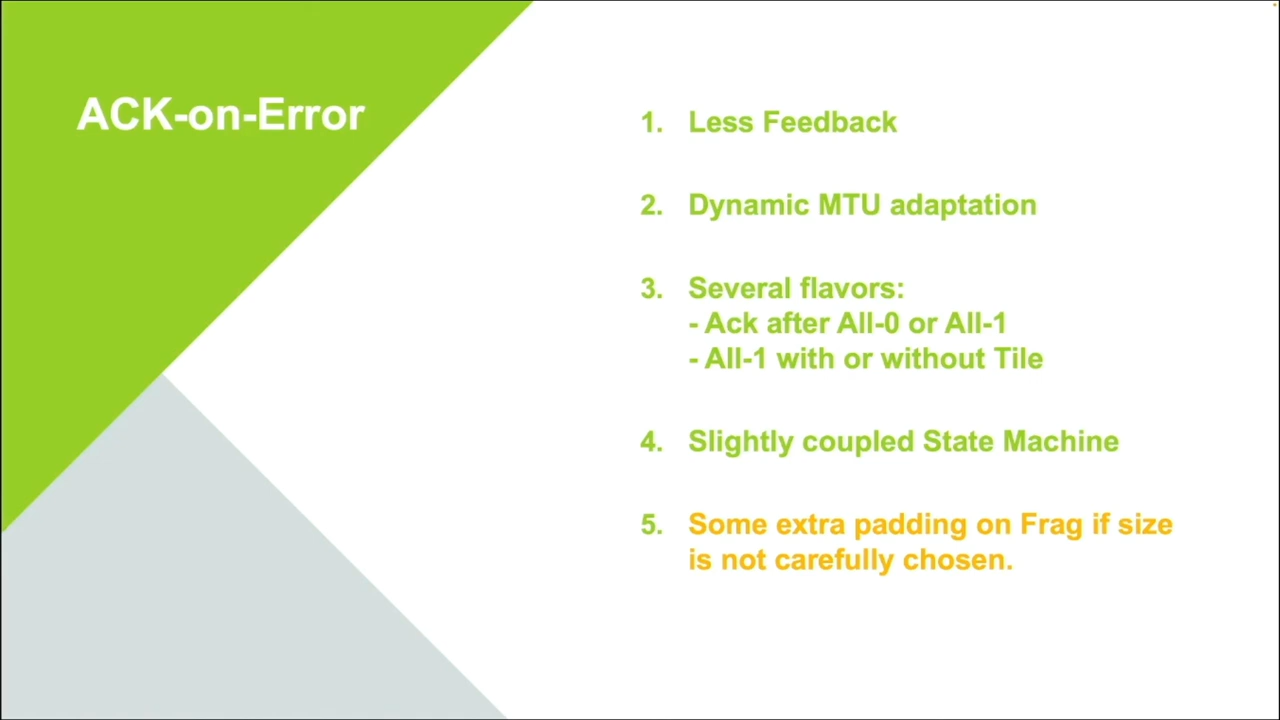 ACK-on-Error
1. Less Feedback
2. Dynamic MTU adaptation
3. Several flavors:
- Ack after All-0 or All-1
- All-1 with or without Tile
4. Slightly coupled State Machine
5. Some extra padding on Frag if size
is not carefully chosen.